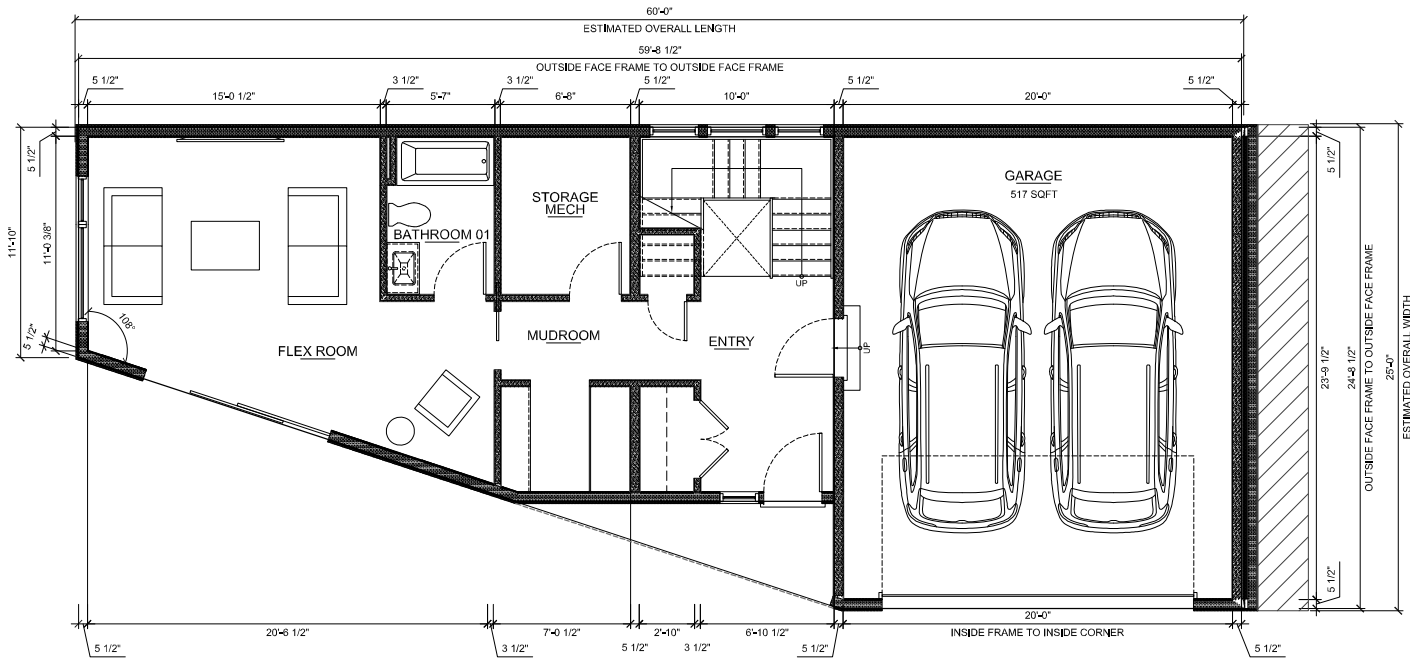 60'-0"
ESTIMATED OVERALL LENGTH
59'-8 1/2"
OUTSIDE FACE FRAME TO OUTSIDE FACE FRAME
5 1/2"
3 1/2"
3 1/2"
5 1/2"
5 1/2"
5 1/2"
15'-0 1/2"
5'-7"
6'-8"
10'-0"
20'-0"
11'-10"
5 1/2"
11'-0 3/8"
5 1/2"
108°
FLEX ROOM
BATHROOM 01
STORAGE
MECH
MUDROOM
ENTRY
UP
UP
GARAGE
517 SQFT
5 1/2"
23'-9 1/2"
5 1/2"
24'-8 1/2"
OUTSIDE FACE FRAME TO OUTSIDE FACE FRAME
25'-0"
ESTIMATED OVERALL WIDTH
20'-6 1/2"
7'-0 1/2"
2'-10"
6'-10 1/2"
20'-0"
INSIDE FRAME TO INSIDE CORNER
5 1/2"
3 1/2"
5 1/2"
3 1/2"
5 1/2"
5 1/2"